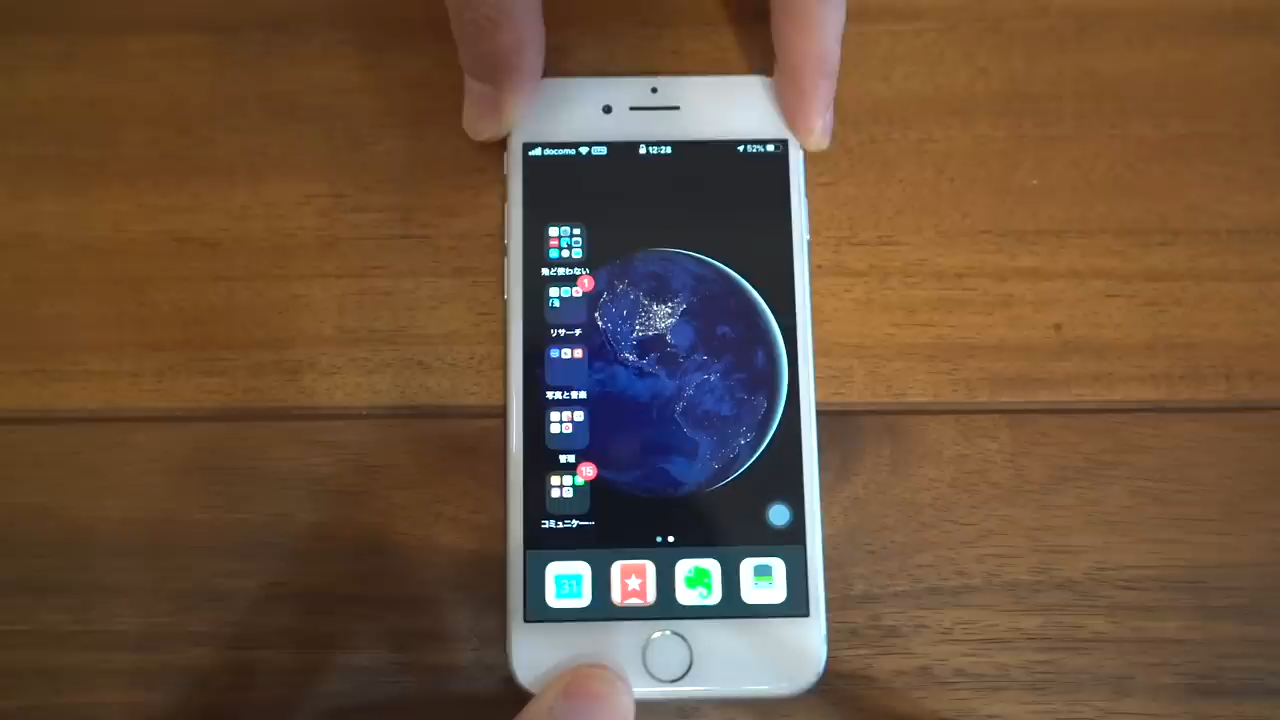 docomo 12:28 52%
殆ど使わない
1
リサーチ
写真と音楽
管理
15
コミュニケー…
31